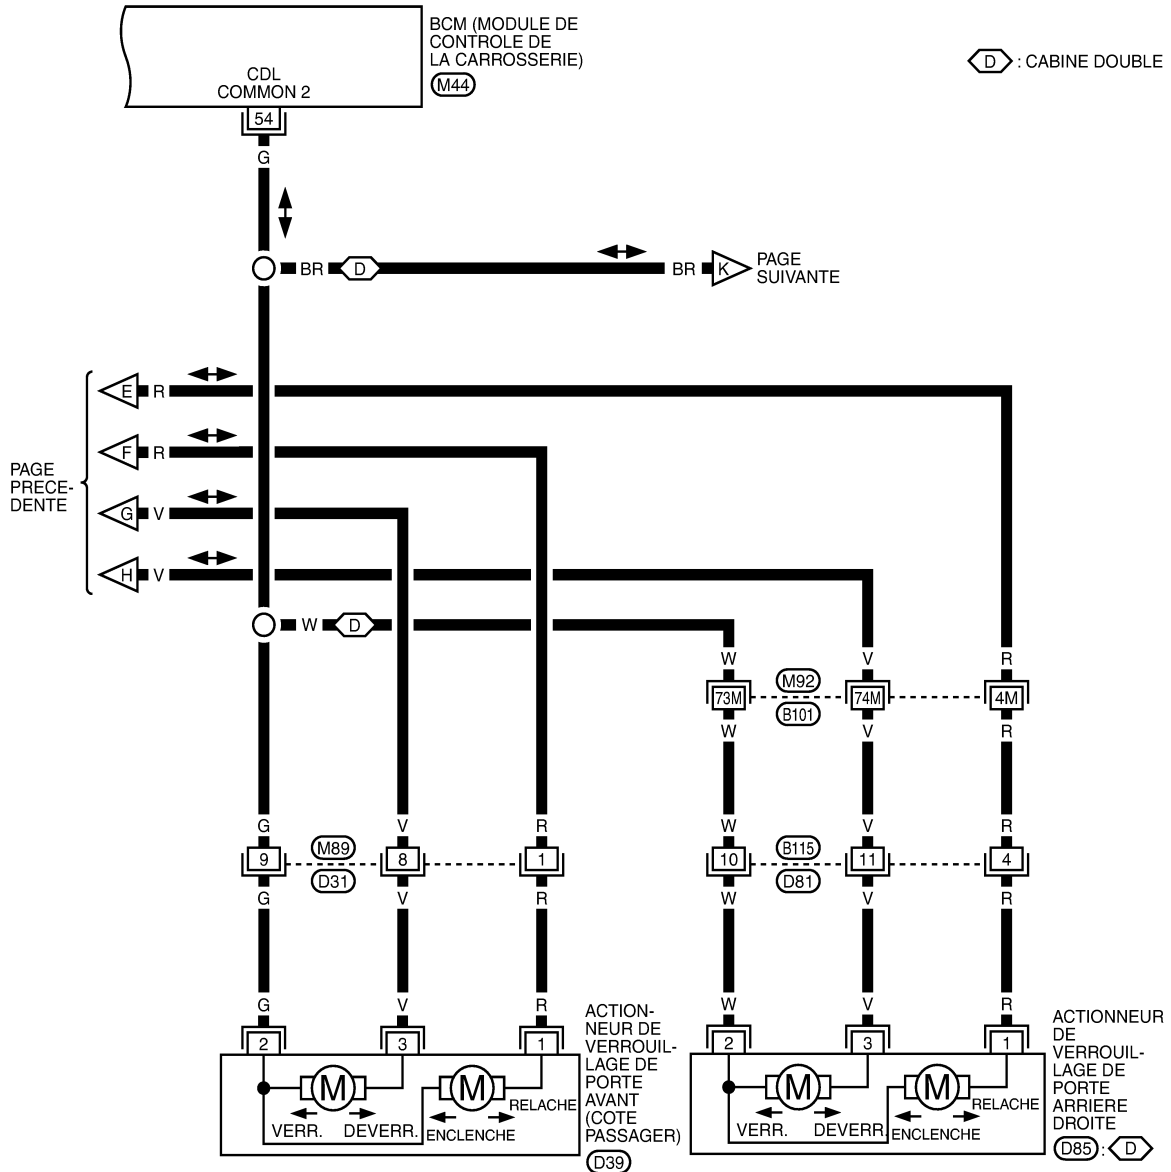 BCM (MODULE DE
CONTROLE DE
LA CARROSSERIE)
M44
D : CABINE DOUBLE
CDL
COMMON 2
54
G
BR D BR K PAGE
SUIVANTE
E R
F R
PAGE
PRECE-
DENTE
G V
H V
W D
W V R
73M M92 74M 4M
B101
W V R
G V R W V R
9 M89 8 1 10 B115 11 4
D31 D81
G V R W V R
G V R W V R
2 3 1 2 3 1
ACTION-
NEUR DE
VERROUIL-
LAGE DE
PORTE
AVANT
(COTE
PASSAGER)
D39
ACTIONNEUR
DE
VERROUIL-
LAGE DE
PORTE
ARRIERE
DROITE
D85 : D
M M M M
RELACHE RELACHE
VERR. DEVERR. ENCLENCHE VERR. DEVERR. ENCLENCHE